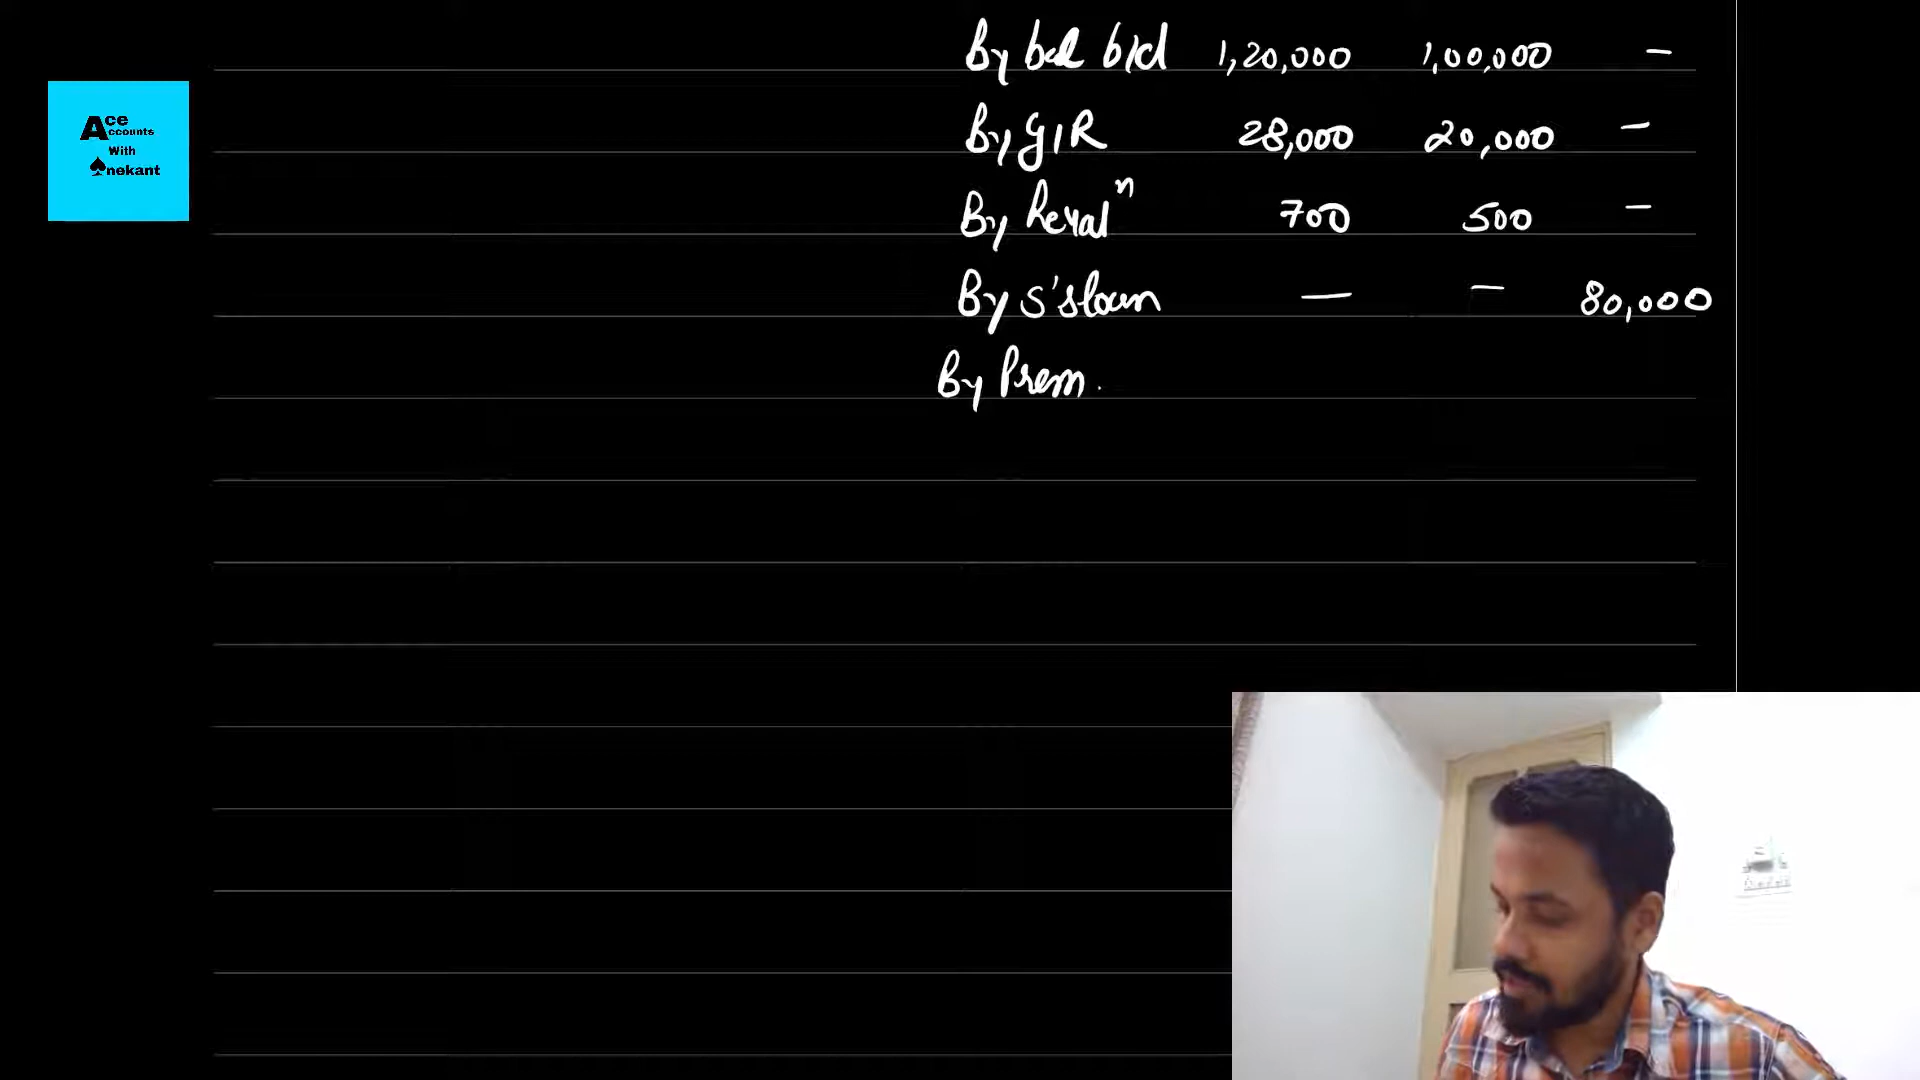 Ace
Accounts
With
Anekant
By bal b/d 1,20,000 1,00,000 -
By G/R 28,000 20,000 -
By Reval^n 700 500 -
By S's loan - - 80,000
By Prem.